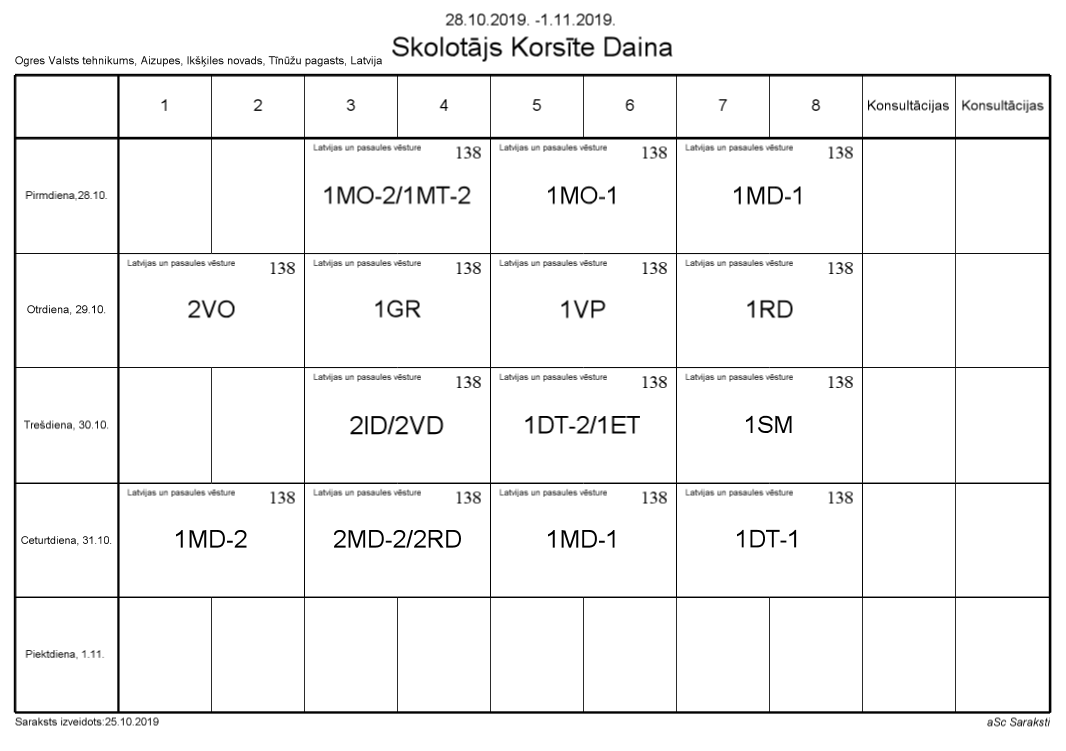 28.10.2019. -1.11.2019.
Skolotājs Korsīte Daina
Ogres Valsts tehnikums, Aizupes, Ikšķiles novads, Tīnūžu pagasts, Latvija
1 2 3 4 5 6 7 8 Konsultācijas Konsultācijas
Latvijas un pasaules vēsture 138 Latvijas un pasaules vēsture 138 Latvijas un pasaules vēsture 138
Pirmdiena,28.10. 1MO-2/1MT-2 1MO-1 1MD-1
Latvijas un pasaules vēsture 138 Latvijas un pasaules vēsture 138 Latvijas un pasaules vēsture 138 Latvijas un pasaules vēsture 138
Otrdiena, 29.10. 2VO 1GR 1VP 1RD
Latvijas un pasaules vēsture 138 Latvijas un pasaules vēsture 138 Latvijas un pasaules vēsture 138
Trešdiena, 30.10. 2ID/2VD 1DT-2/1ET 1SM
Latvijas un pasaules vēsture 138 Latvijas un pasaules vēsture 138 Latvijas un pasaules vēsture 138 Latvijas un pasaules vēsture 138
Ceturtdiena, 31.10. 1MD-2 2MD-2/2RD 1MD-1 1DT-1
Piektdiena, 1.11.
Saraksts izveidots:25.10.2019 aSc Saraksti